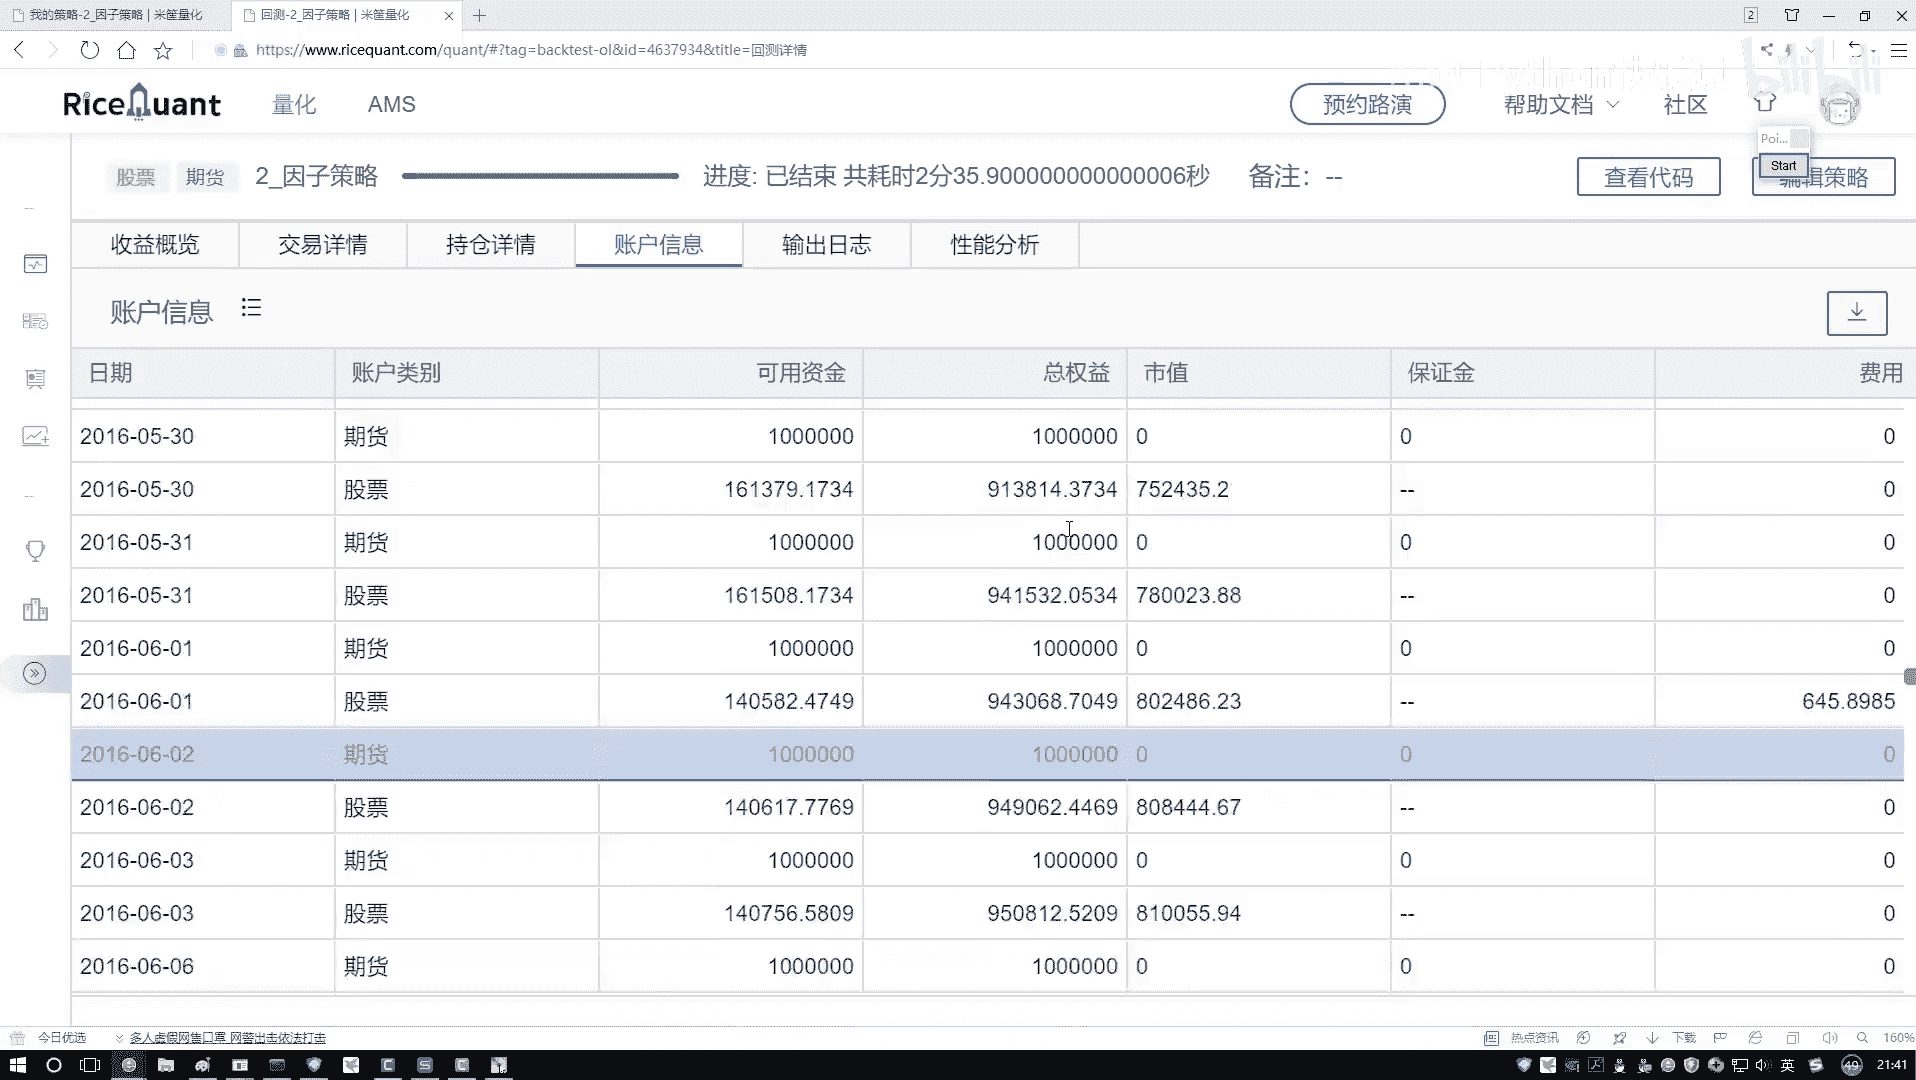 我的策略-2_因子策略 | 米筐量化
回测-2_因子策略 | 米筐量化
2
https://www.ricequant.com/quant/#?tag=backtest-ol&id=4637934&title=回测详情
RiceQuant 量化 AMS 预约路演 帮助文档 社区
bilibili
Poi...
Start
股票 期货 2_因子策略 进度: 已结束 共耗时2分35.900000000000006秒 备注: -- 查看代码 编辑策略
收益概览 交易详情 持仓详情 账户信息 输出日志 性能分析
账户信息
日期 账户类别 可用资金 总权益 市值 保证金 费用
2016-05-30 期货 1000000 1000000 0 0 0
2016-05-30 股票 161379.1734 913814.3734 752435.2 -- 0
2016-05-31 期货 1000000 1000000 0 0 0
2016-05-31 股票 161508.1734 941532.0534 780023.88 -- 0
2016-06-01 期货 1000000 1000000 0 0 0
2016-06-01 股票 140582.4749 943068.7049 802486.23 -- 645.8985
2016-06-02 期货 1000000 1000000 0 0 0
2016-06-02 股票 140617.7769 949062.4469 808444.67 -- 0
2016-06-03 期货 1000000 1000000 0 0 0
2016-06-03 股票 140756.5809 950812.5209 810055.94 -- 0
2016-06-06 期货 1000000 1000000 0 0 0
今日优选 多人虚假网售口罩 网警出击依法打击 热点资讯 下载 160%
英 49 21:41